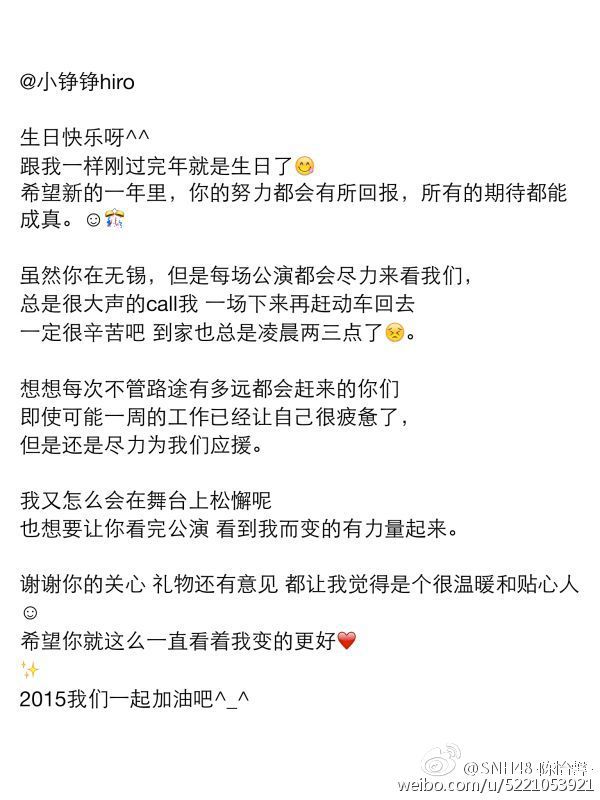 @小铮铮hiro
生日快乐呀^^
跟我一样刚过完年就是生日了😋
希望新的一年里，你的努力都会有所回报，所有的期待都能
成真。☺🎊
虽然你在无锡，但是每场公演都会尽力来看我们，
总是很大声的call我 一场下来再赶动车回去
一定很辛苦吧 到家也总是凌晨两三点了😣。
想想每次不管路途有多远都会赶来的你们
即使可能一周的工作已经让自己很疲惫了，
但是还是尽力为我们应援。
我又怎么会在舞台上松懈呢
也想要让你看完公演 看到我而变的有力量起来。
谢谢你的关心 礼物还有意见 都让我觉得是个很温暖和贴心人
☺
希望你就这么一直看着我变的更好❤
✨
2015我们一起加油吧^_^
@SNH48-陈怡馨-
weibo.com/u/5221053921